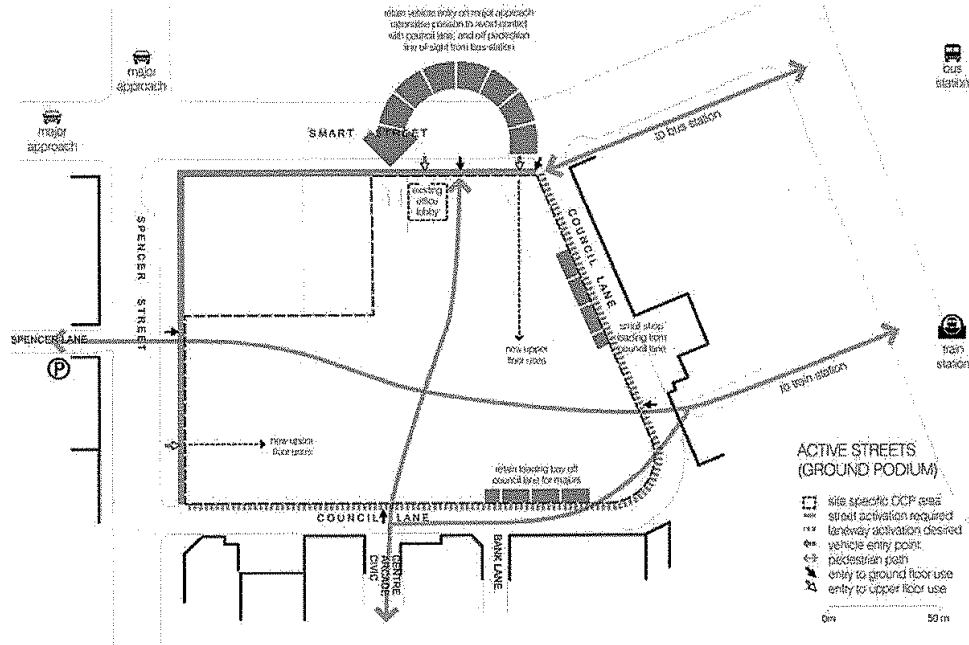 retain vehicle entry on major approach
rationalise position to avoid contact
with council lane, and off pedestrian
line of sight from bus station
major
approach
major
approach
bus
station
SMART STREET
to bus station
existing
office
lobby
COUNCIL LANE
SPENCER STREET
small shop
loading from
council lane
SPENCER LANE
new upper
floor uses
train
station
P
to train station
new upper
floor uses
retain loading bay off
council lane for majors
ACTIVE STREETS
(GROUND PODIUM)
site specific DCP area
street activation required
laneway activation desired
vehicle entry point
pedestrian path
entry to ground floor use
entry to upper floor use
0m 50 m
COUNCIL LANE
CENTRE
ARCADE
CIVIC
BANK LANE